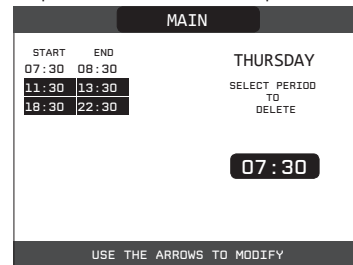 MAIN
START END
07:30 08:30
11:30 13:30
18:30 22:30
THURSDAY
SELECT PERIOD
TO
DELETE
07:30
USE THE ARROWS TO MODIFY